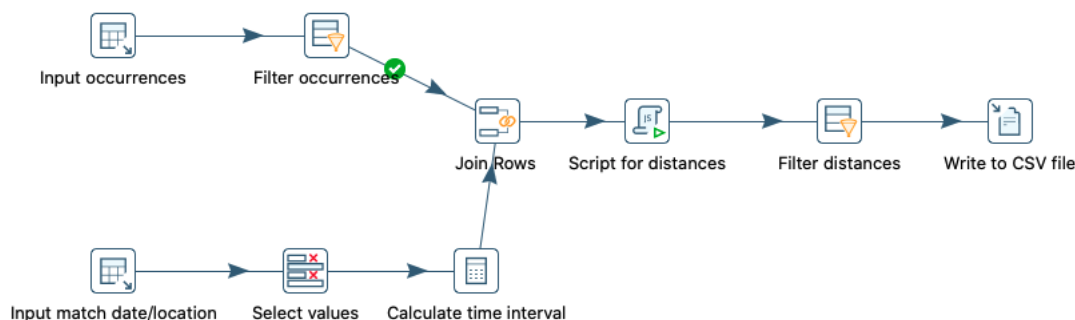 Input occurrences
Filter occurrences
Join Rows
JS
Script for distances
Filter distances
Write to CSV file
Input match date/location
Select values
Calculate time interval